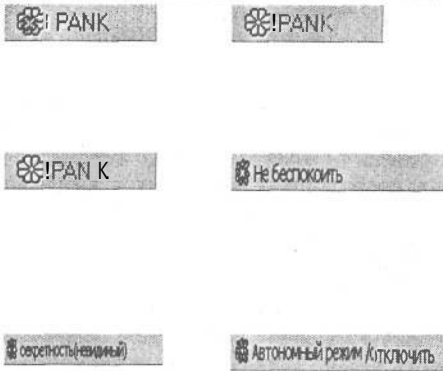 ! PANK
!PANK
!PAN K
Не беспокоить
секретность(невидимый)
Автономный режим /отключить